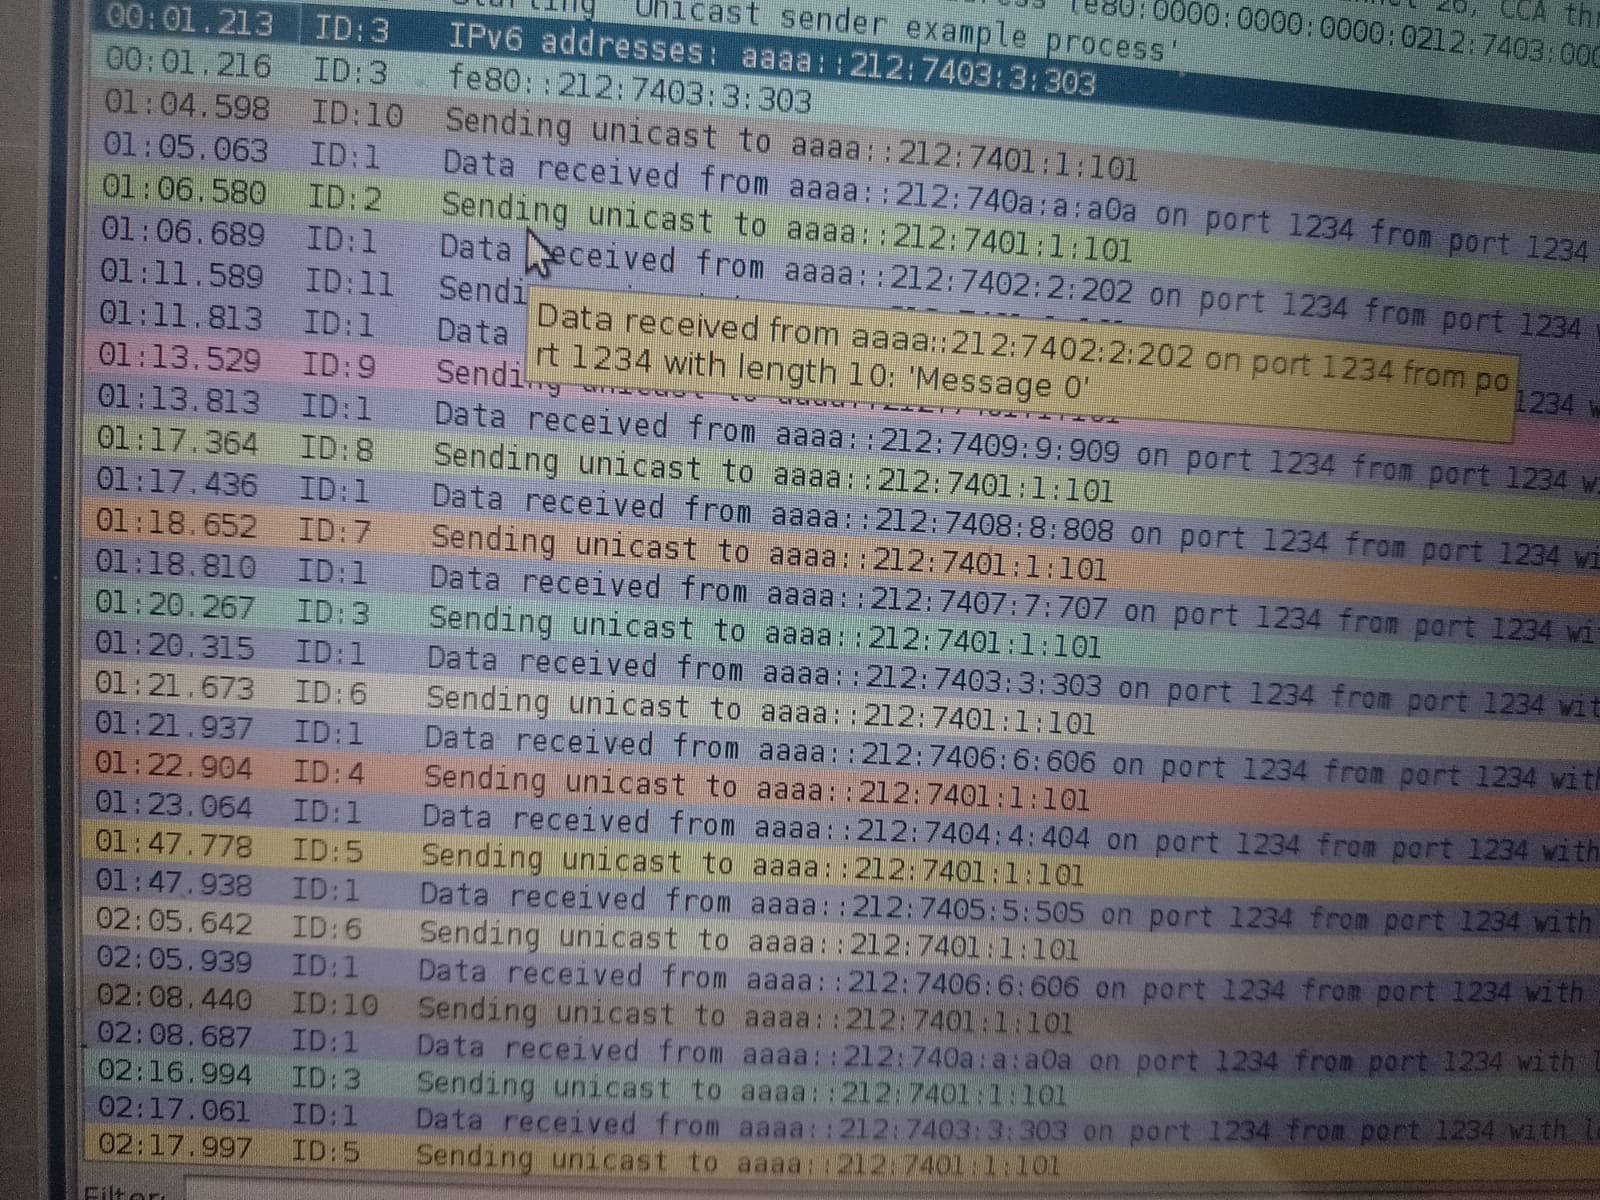 Starting 'Unicast sender example process'
fe80:0000:0000:0000:0212:7403:000
26, CCA
00:01.213 ID:3 IPv6 addresses: aaaa::212:7403:3:303
00:01.216 ID:3 fe80::212:7403:3:303
01:04.598 ID:10 Sending unicast to aaaa::212:7401:1:101
01:05.063 ID:1 Data received from aaaa::212:740a:a:a0a on port 1234 from port 1234
01:06.580 ID:2 Sending unicast to aaaa::212:7401:1:101
01:06.689 ID:1 Data received from aaaa::212:7402:2:202 on port 1234 from port 1234
01:11.589 ID:11 Sendi
Data received from aaaa::212:7402:2:202 on port 1234 from po
rt 1234 with length 10: 'Message 0'
01:11.813 ID:1 Data 1234
01:13.529 ID:9 Sending unicast to aaaa::212:7401:1:101
01:13.813 ID:1 Data received from aaaa::212:7409:9:909 on port 1234 from port 1234 w
01:17.364 ID:8 Sending unicast to aaaa::212:7401:1:101
01:17.436 ID:1 Data received from aaaa::212:7408:8:808 on port 1234 from port 1234 wi
01:18.652 ID:7 Sending unicast to aaaa::212:7401:1:101
01:18.810 ID:1 Data received from aaaa::212:7407:7:707 on port 1234 from port 1234 wi
01:20.267 ID:3 Sending unicast to aaaa::212:7401:1:101
01:20.315 ID:1 Data received from aaaa::212:7403:3:303 on port 1234 from port 1234 wit
01:21.673 ID:6 Sending unicast to aaaa::212:7401:1:101
01:21.937 ID:1 Data received from aaaa::212:7406:6:606 on port 1234 from port 1234 with
01:22.904 ID:4 Sending unicast to aaaa::212:7401:1:101
01:23.064 ID:1 Data received from aaaa::212:7404:4:404 on port 1234 from port 1234 with
01:47.778 ID:5 Sending unicast to aaaa::212:7401:1:101
01:47.938 ID:1 Data received from aaaa::212:7405:5:505 on port 1234 from port 1234 with
02:05.642 ID:6 Sending unicast to aaaa::212:7401:1:101
02:05.939 ID:1 Data received from aaaa::212:7406:6:606 on port 1234 from port 1234 with
02:08.440 ID:10 Sending unicast to aaaa::212:7401:1:101
02:08.687 ID:1 Data received from aaaa::212:740a:a:a0a on port 1234 from port 1234 with l
02:16.994 ID:3 Sending unicast to aaaa::212:7401:1:101
02:17.061 ID:1 Data received from aaaa::212:7403:3:303 on port 1234 from port 1234 with l
02:17.997 ID:5 Sending unicast to aaaa::212:7401:1:101
Filter: